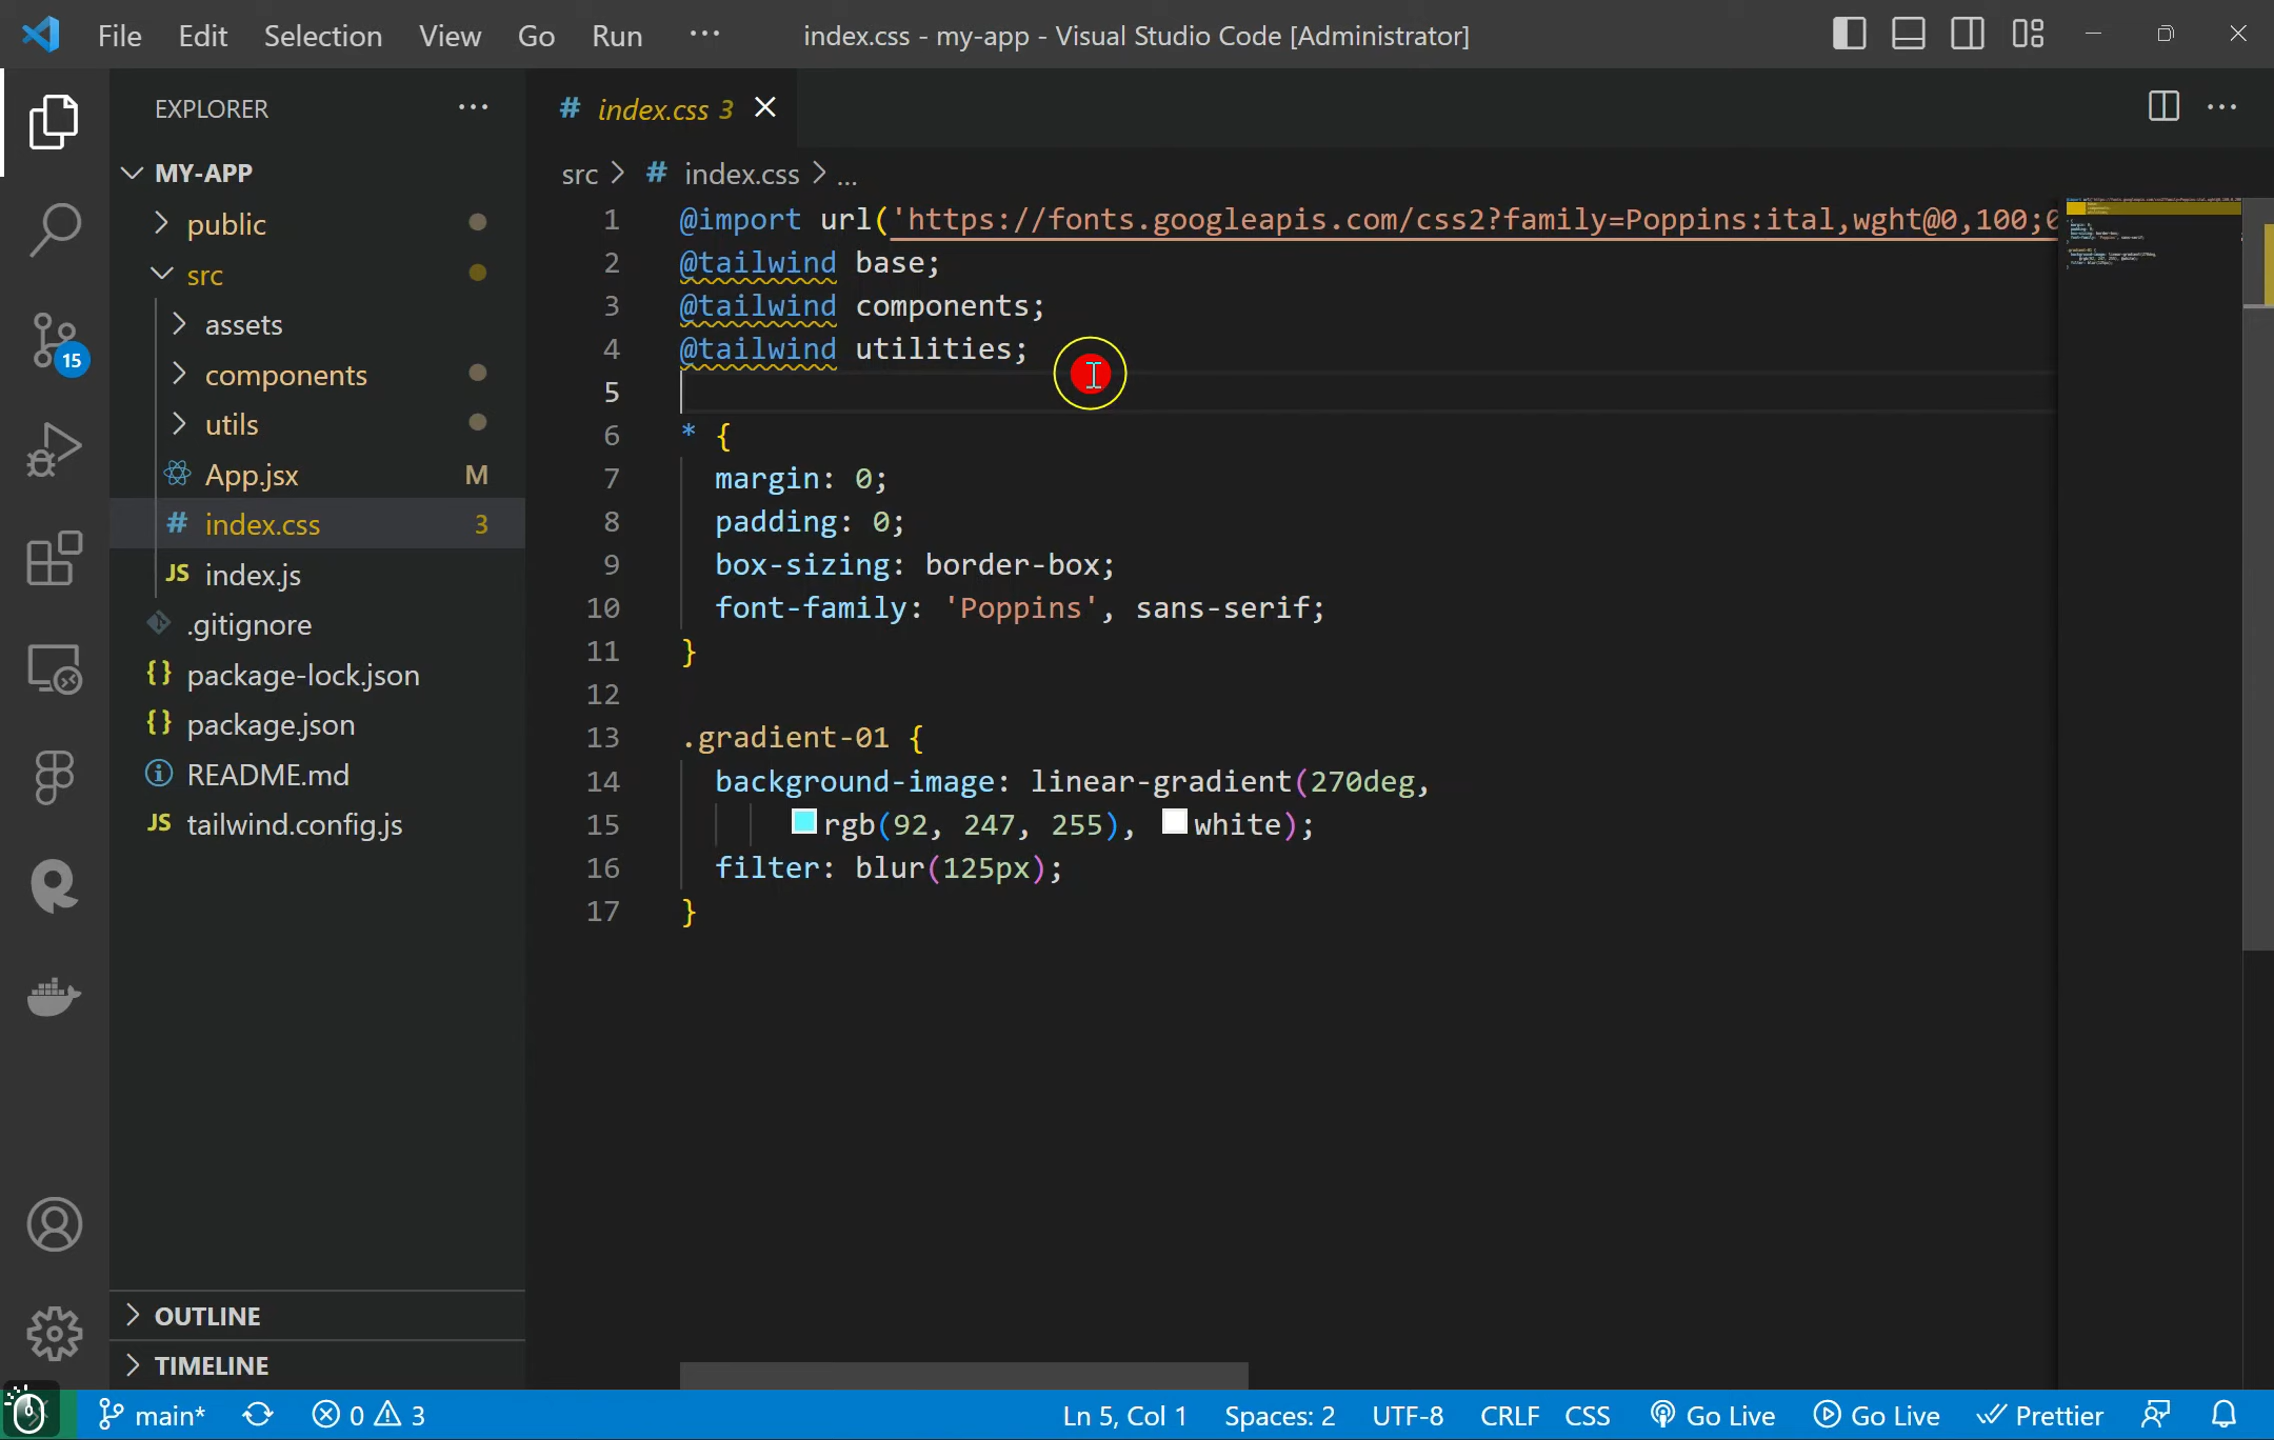 File Edit Selection View Go Run ··· index.css - my-app - Visual Studio Code [Administrator]
EXPLORER ···
index.css 3
MY-APP
public
src
assets
components
utils
App.jsx M
index.css 3
JS index.js
.gitignore
{} package-lock.json
{} package.json
README.md
JS tailwind.config.js
15
OUTLINE
TIMELINE
src > # index.css > ...
1 @import url('https://fonts.googleapis.com/css2?family=Poppins:ital,wght@0,100;0
2 @tailwind base;
3 @tailwind components;
4 @tailwind utilities;
5
6 * {
7 margin: 0;
8 padding: 0;
9 box-sizing: border-box;
10 font-family: 'Poppins', sans-serif;
11 }
12
13 .gradient-01 {
14 background-image: linear-gradient(270deg,
15 rgb(92, 247, 255), white);
16 filter: blur(125px);
17 }
main* 0 3 Ln 5, Col 1 Spaces: 2 UTF-8 CRLF CSS Go Live Go Live Prettier